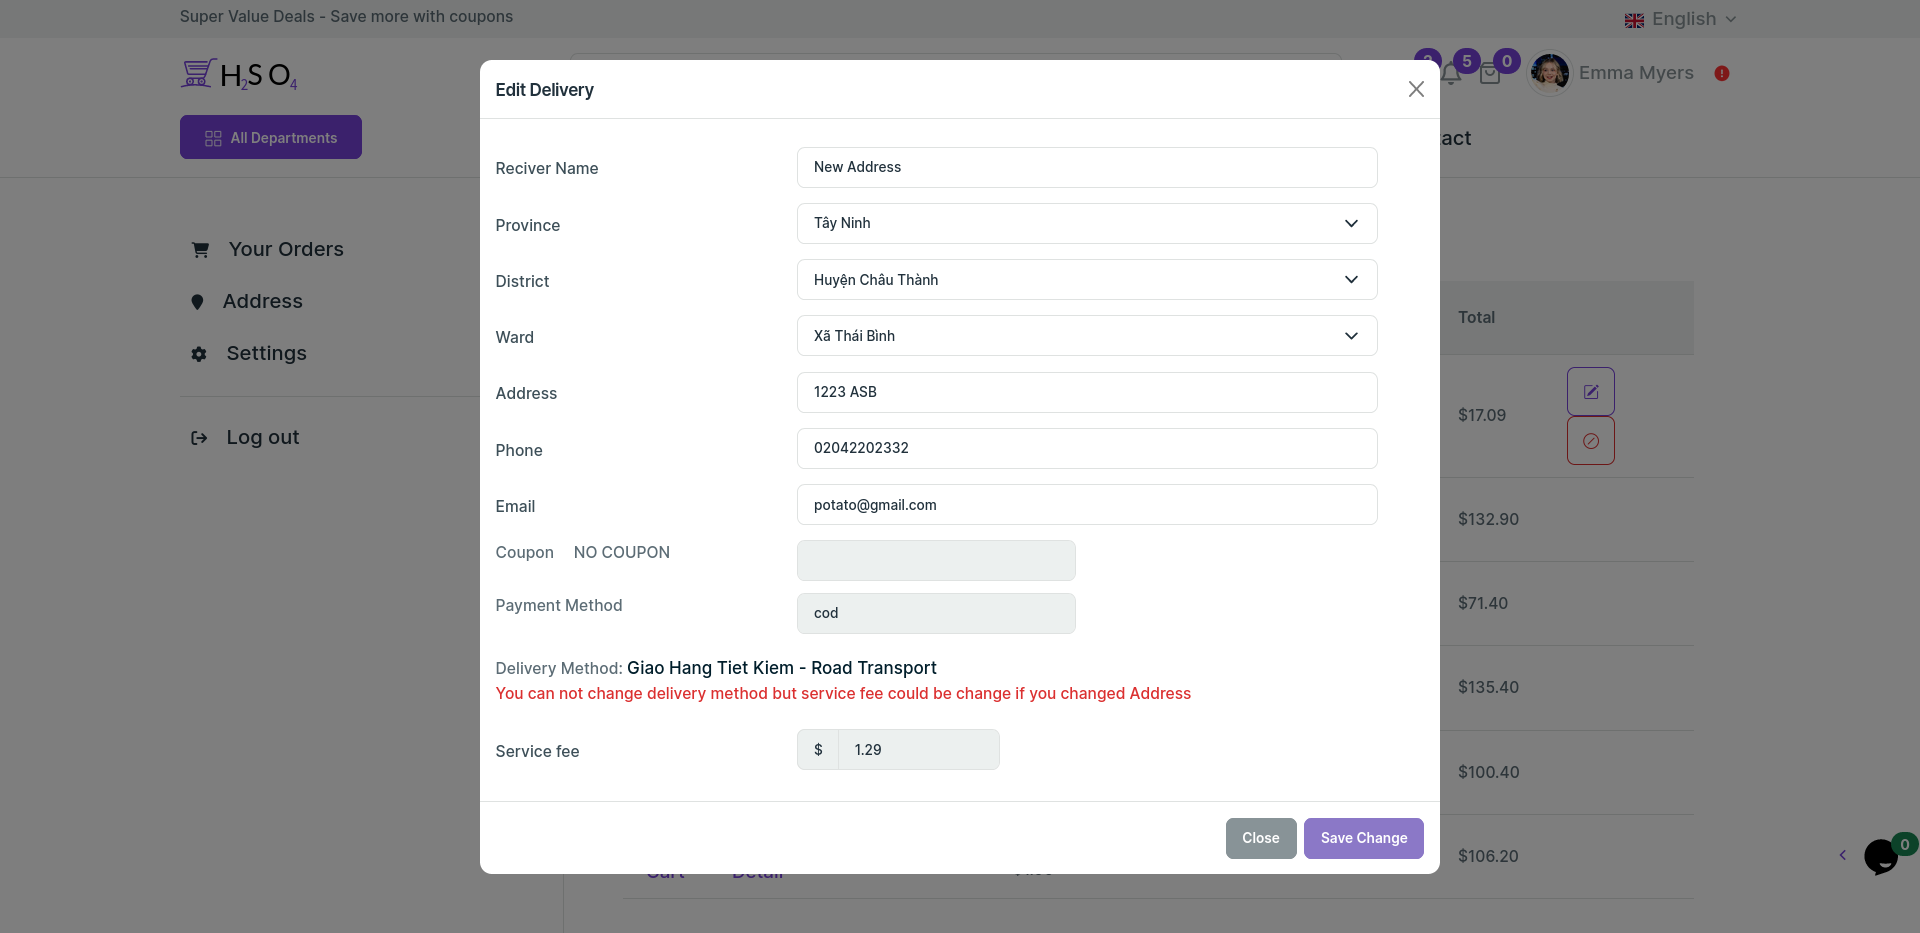 Super Value Deals - Save more with coupons
English
H2SO4
5
0
Emma Myers
All Departments
Edit Delivery
Your Orders
Address
Settings
Log out
Reciver Name
New Address
Province
Tây Ninh
District
Huyện Châu Thành
Ward
Xã Thái Bình
Address
1223 ASB
Phone
02042202332
Email
potato@gmail.com
Coupon NO COUPON
Payment Method
cod
Delivery Method: Giao Hang Tiet Kiem - Road Transport
You can not change delivery method but service fee could be change if you changed Address
Service fee
$ 1.29
Close
Save Change
Total
$17.09
$132.90
$71.40
$135.40
$100.40
$106.20
0